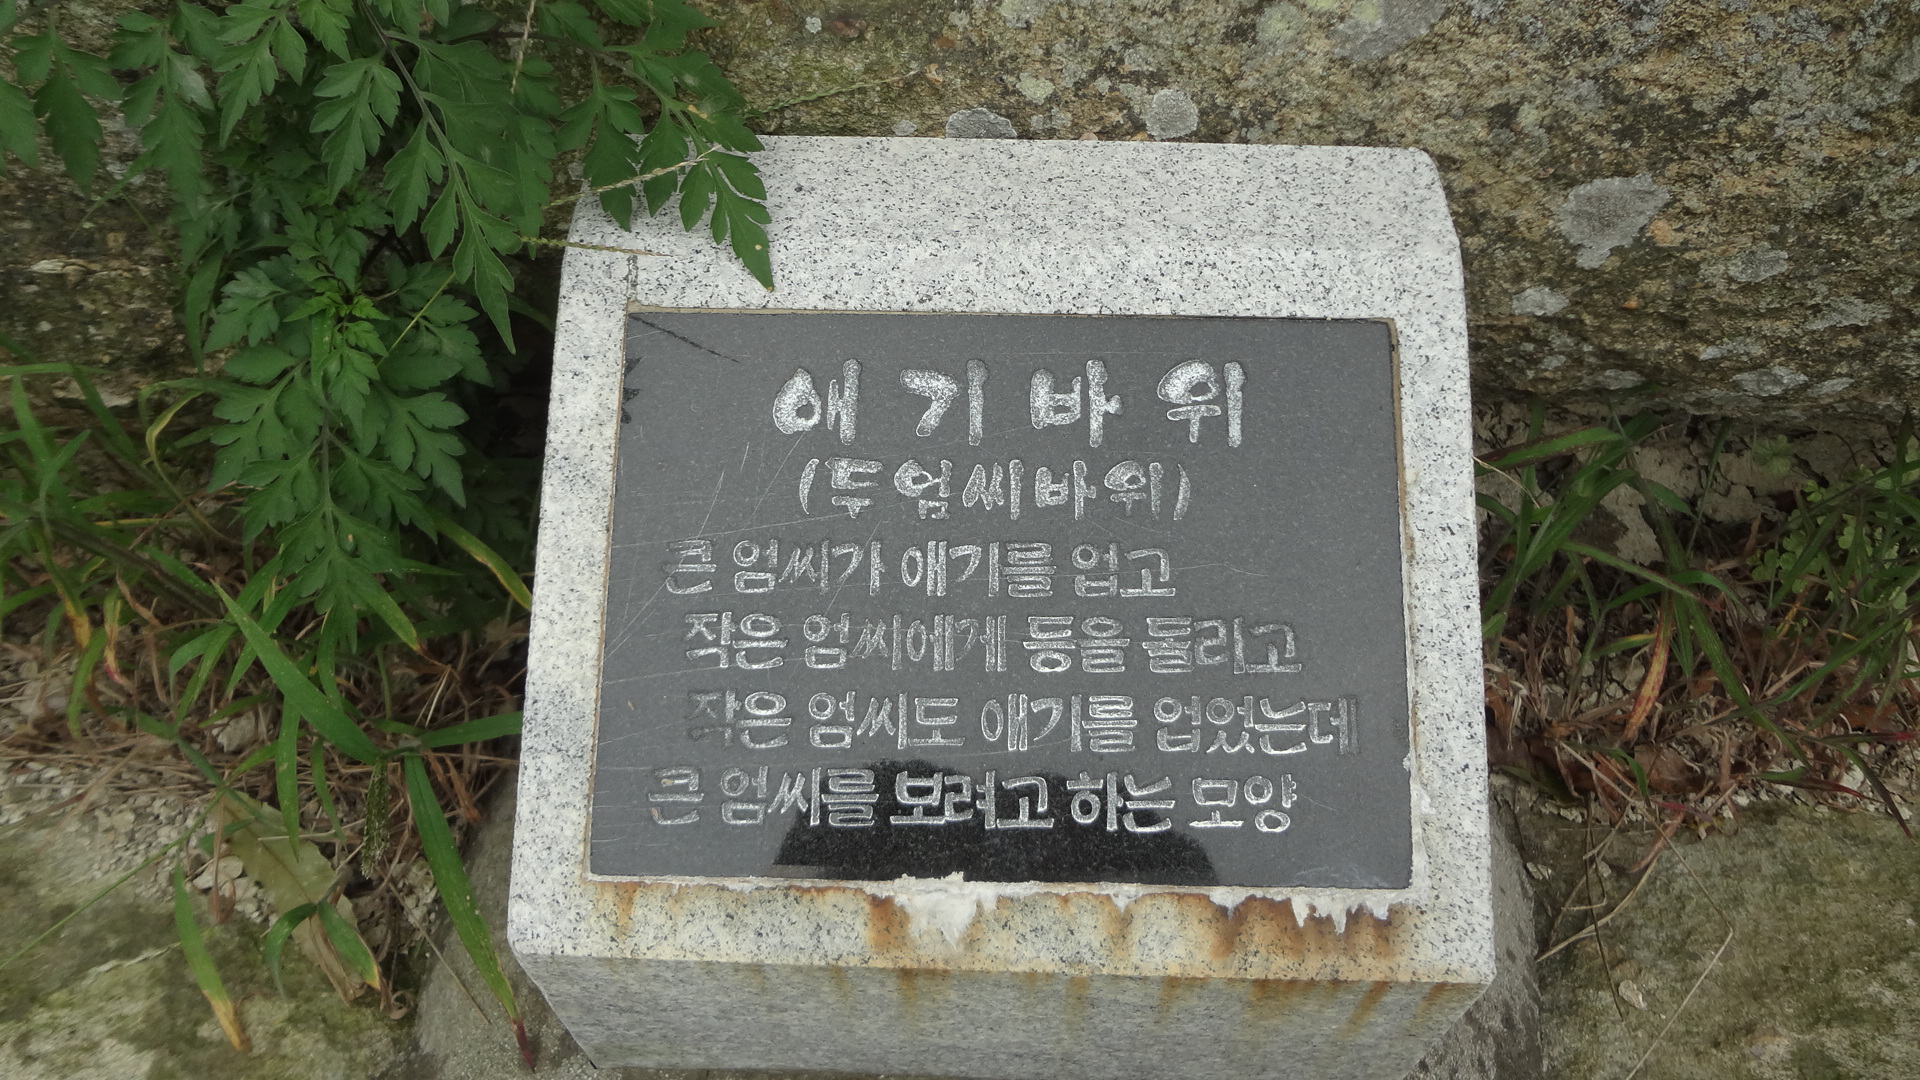 애기바위
(두엄씨바위)
큰 엄씨가 애기를 업고
작은 엄씨에게 등을 돌리고
작은 엄씨도 애기를 업었는데
큰 엄씨를 보려고 하는 모양